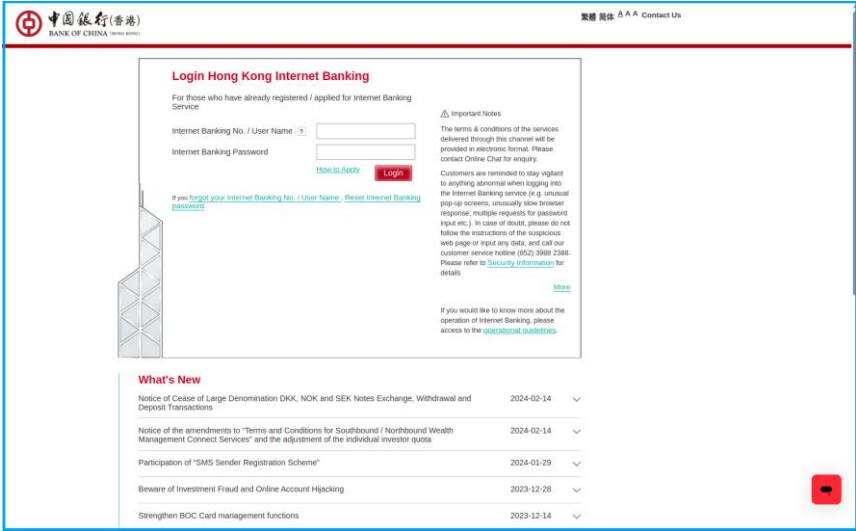 中國銀行(香港)
BANK OF CHINA (HONG KONG)
繁體 简体 A A A Contact Us
Login Hong Kong Internet Banking
For those who have already registered / applied for Internet Banking
Service
Internet Banking No. / User Name ?
Internet Banking Password
How to Apply Login
If you forgot your Internet Banking No. / User Name , Reset Internet Banking
password
Important Notes
The terms & conditions of the services
delivered through this channel will be
provided in electronic format. Please
contact Online Chat for enquiry.
Customers are reminded to stay vigilant
to anything abnormal when logging into
the Internet Banking service (e.g. unusual
pop-up screens, unusually slow browser
response, multiple requests for password
input etc.). In case of doubt, please do not
follow the instructions of the suspicious
web page or input any data, and call our
customer service hotline (852) 3988 2388.
Please refer to Security Information for
details
More
If you would like to know more about the
operation of Internet Banking, please
access to the operational guidelines.
What's New
Notice of Cease of Large Denomination DKK, NOK and SEK Notes Exchange, Withdrawal and
Deposit Transactions
2024-02-14
Notice of the amendments to "Terms and Conditions for Southbound / Northbound Wealth
Management Connect Services" and the adjustment of the individual investor quota
2024-02-14
Participation of "SMS Sender Registration Scheme" 2024-01-29
Beware of Investment Fraud and Online Account Hijacking 2023-12-28
Strengthen BOC Card management functions 2023-12-14